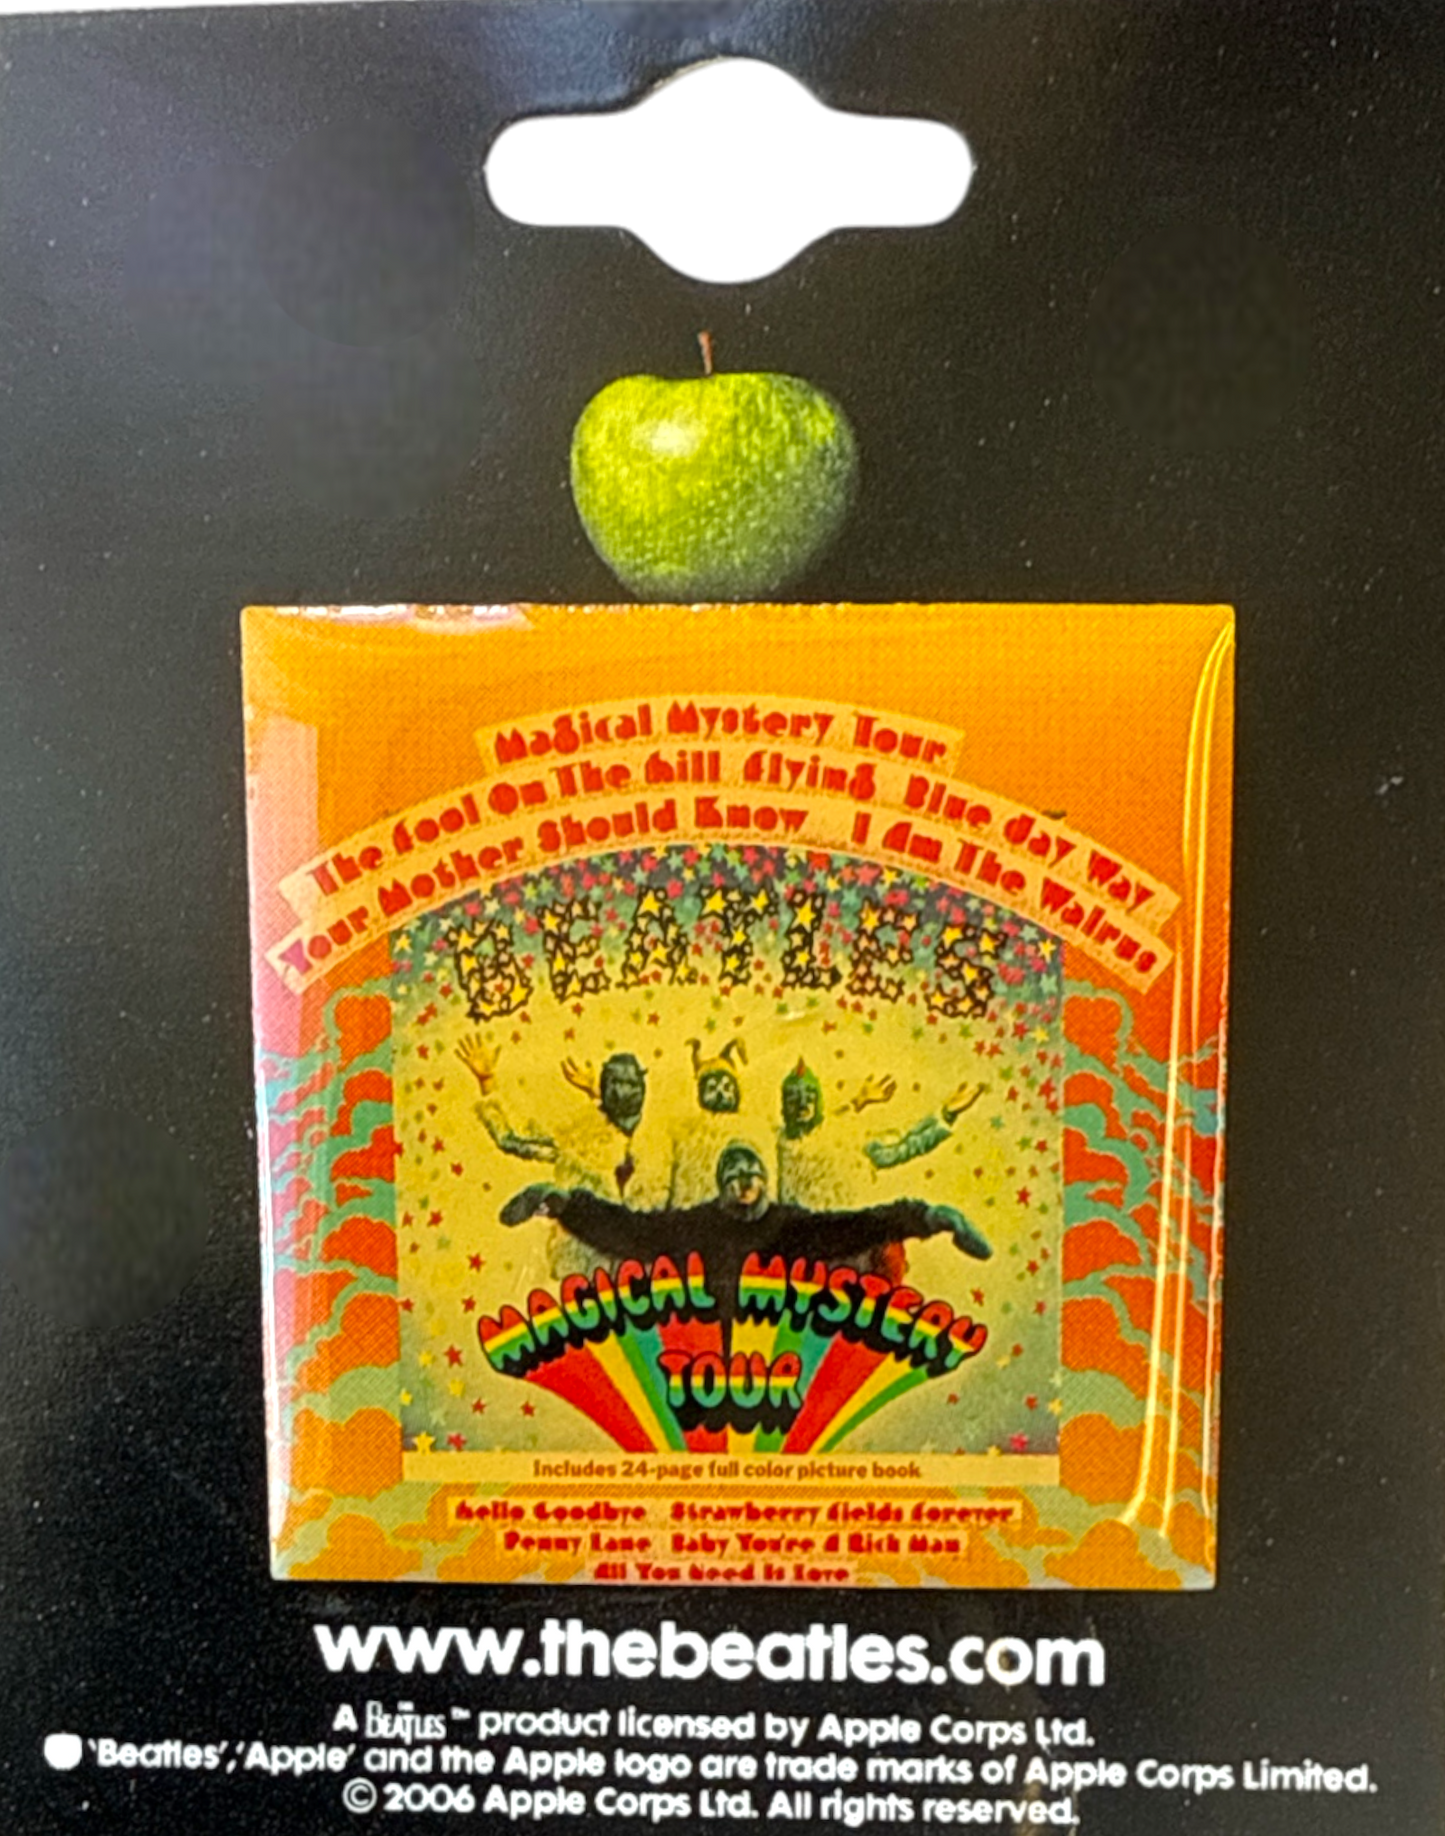 Magical Mystery Tour
The Fool On The Hill Flying Blue Jay Way
Your Mother Should Know I Am The Walrus
BEATLES
MAGICAL MYSTERY
TOUR
Includes 24-page full color picture book
Hello Goodbye Strawberry Fields Forever
Penny Lane Baby You're A Rich Man
All You Need Is Love
www.thebeatles.com
A BEATLES™ product licensed by Apple Corps Ltd.
'Beatles','Apple' and the Apple logo are trade marks of Apple Corps Limited.
© 2006 Apple Corps Ltd. All rights reserved.